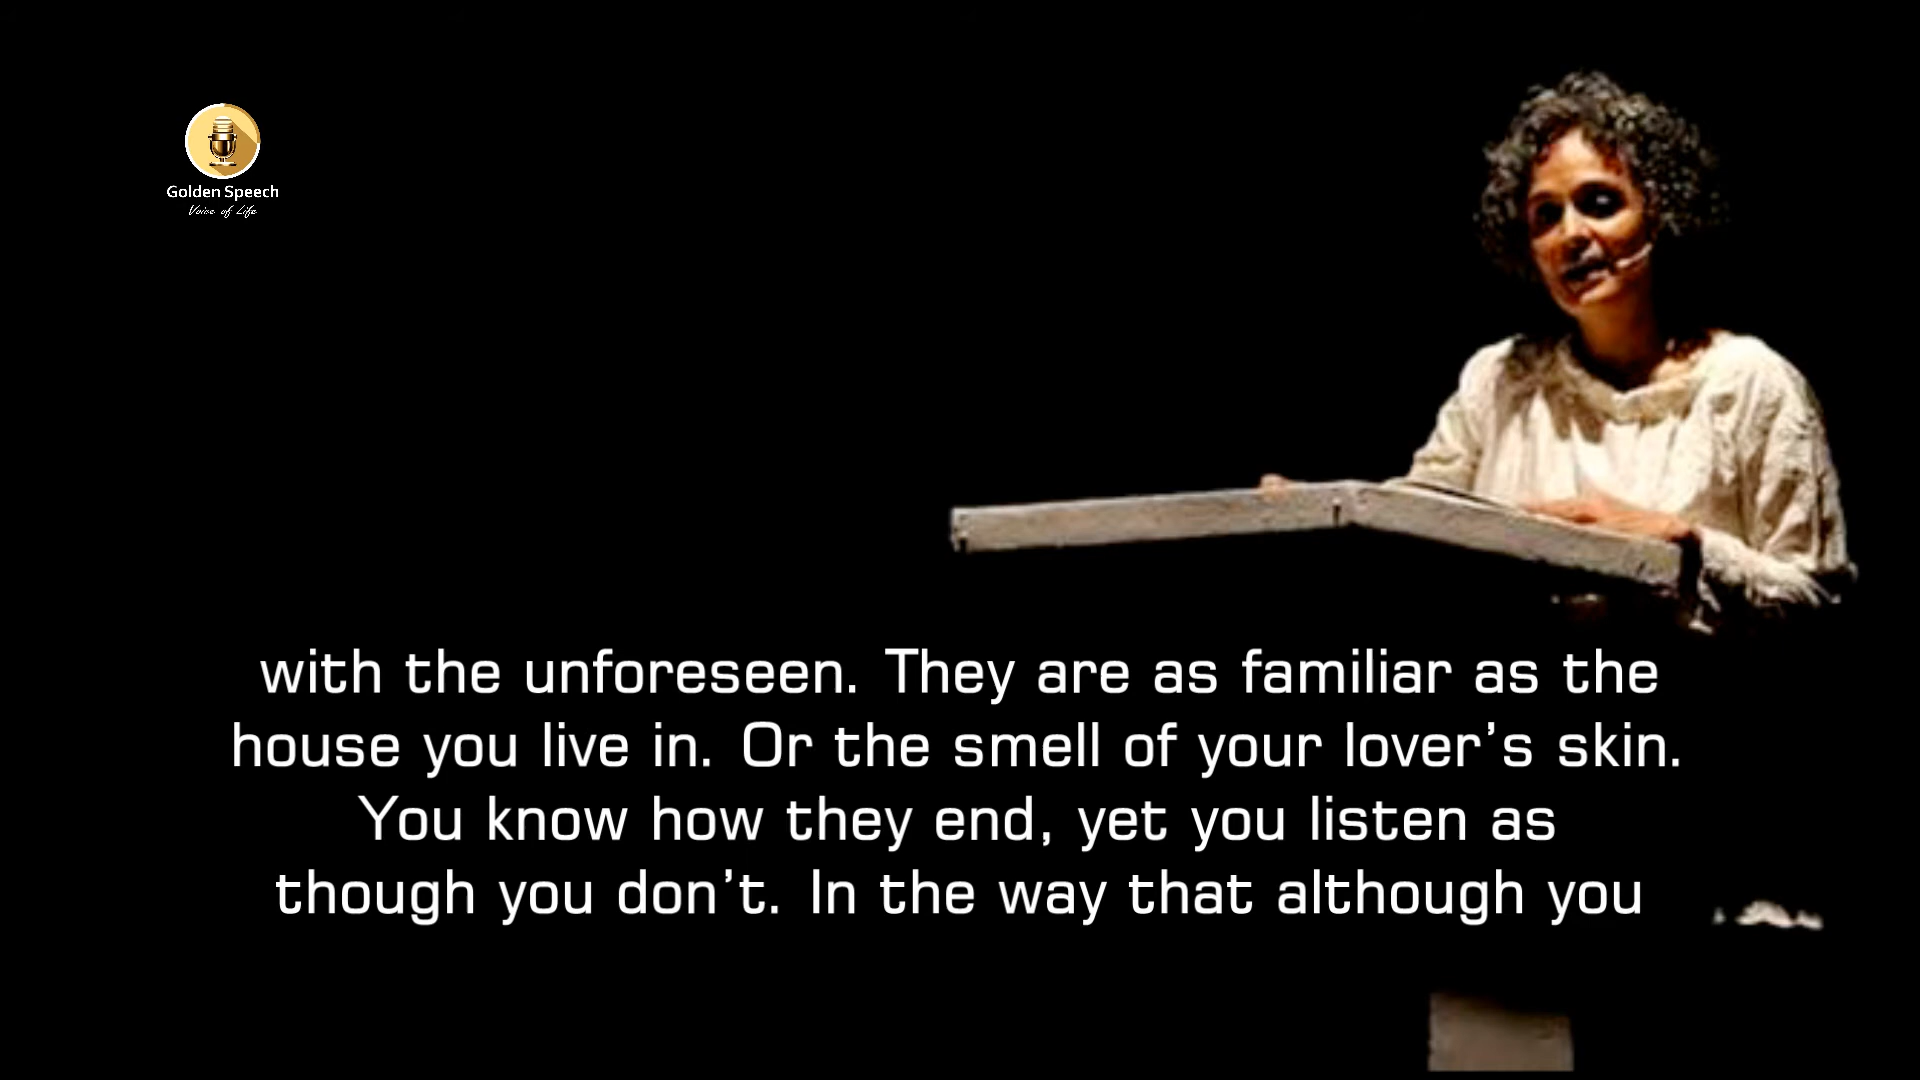 Golden Speech
Voice of Life
with the unforeseen. They are as familiar as the
house you live in. Or the smell of your lover’s skin.
You know how they end, yet you listen as
though you don’t. In the way that although you